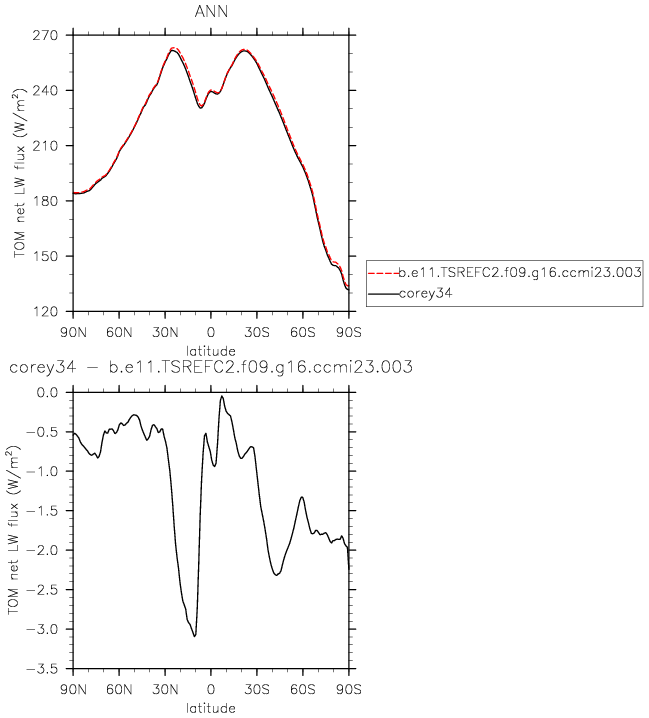 ANN
270
240
210
180
150
120
TOM net LW flux (W/m²)
90N 60N 30N 0 30S 60S 90S
latitude
b.e11.TSREFC2.f09.g16.ccmi23.003
corey34
corey34 − b.e11.TSREFC2.f09.g16.ccmi23.003
0.0
−0.5
−1.0
−1.5
−2.0
−2.5
−3.0
−3.5
TOM net LW flux (W/m²)
90N 60N 30N 0 30S 60S 90S
latitude